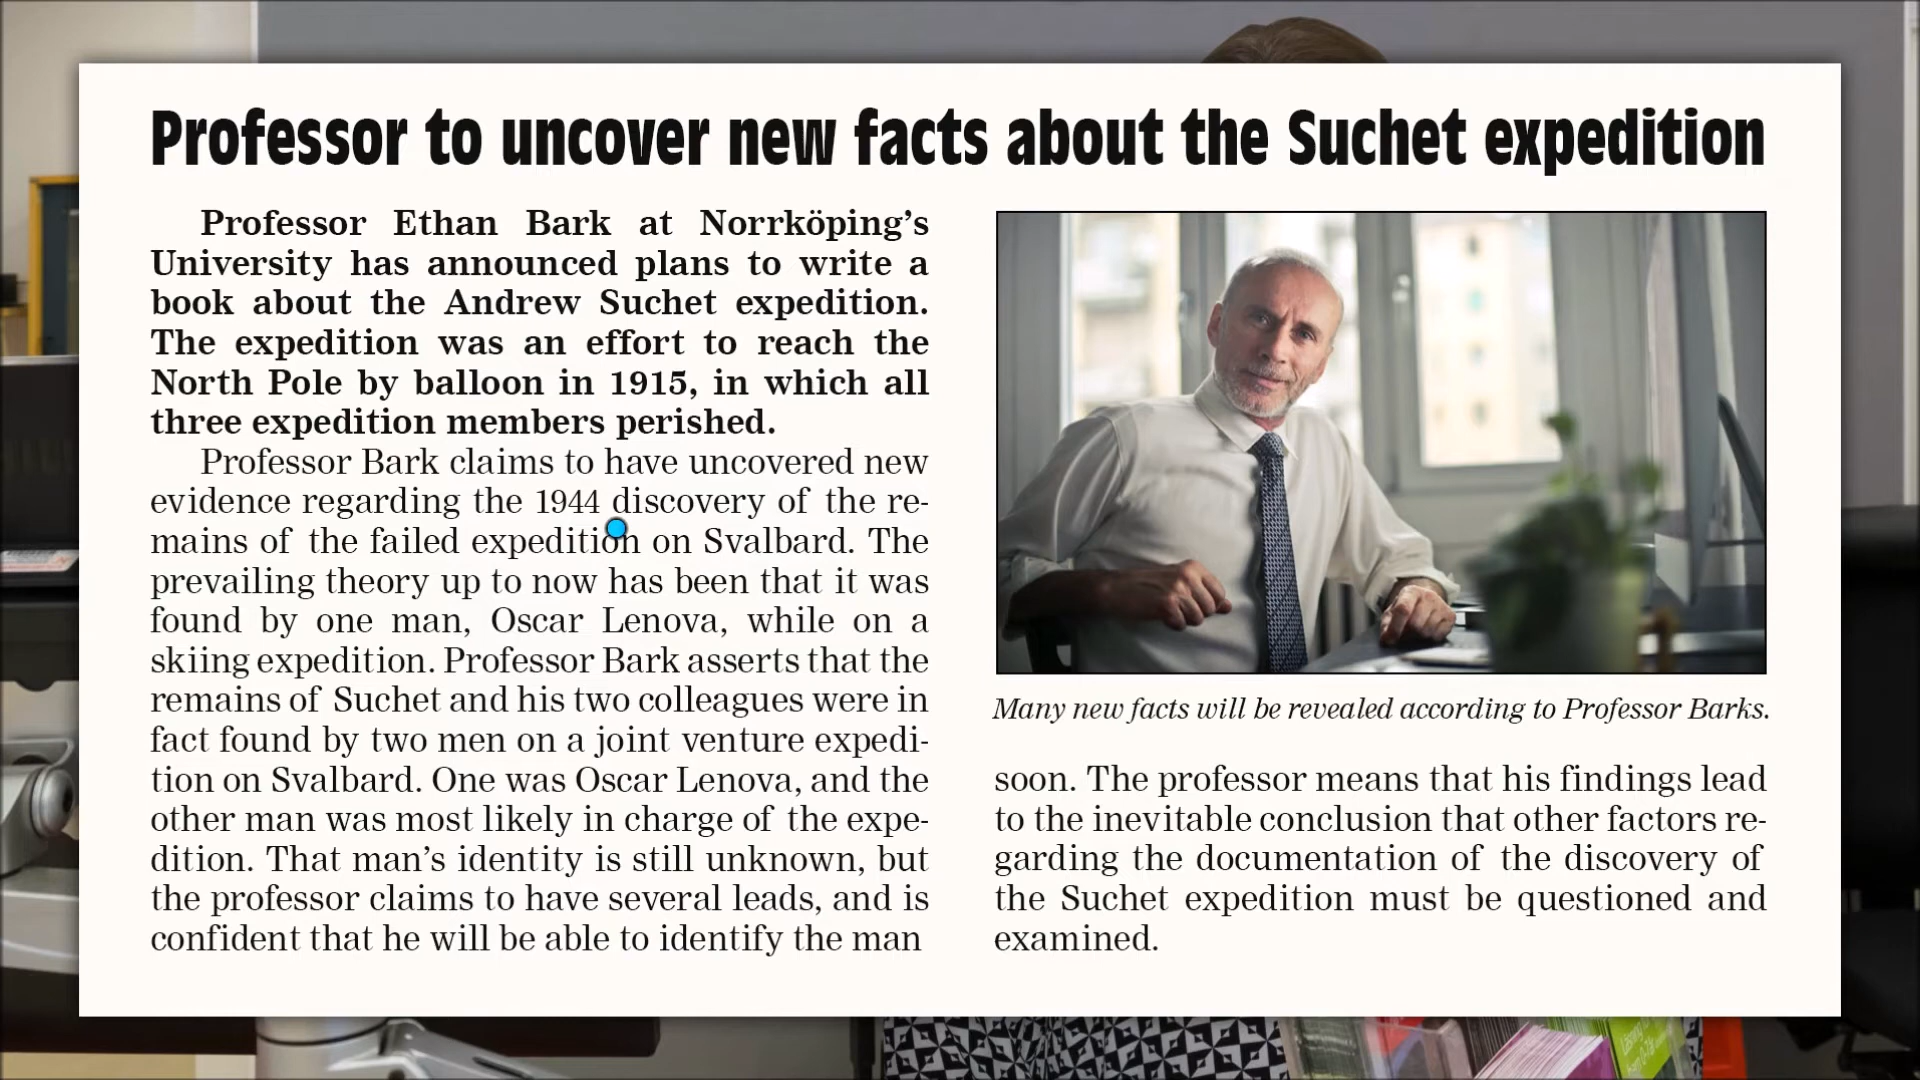 Professor to uncover new facts about the Suchet expedition
Professor Ethan Bark at Norrköping’s
University has announced plans to write a
book about the Andrew Suchet expedition.
The expedition was an effort to reach the
North Pole by balloon in 1915, in which all
three expedition members perished.
Professor Bark claims to have uncovered new
evidence regarding the 1944 discovery of the re-
mains of the failed expedition on Svalbard. The
prevailing theory up to now has been that it was
found by one man, Oscar Lenova, while on a
skiing expedition. Professor Bark asserts that the
remains of Suchet and his two colleagues were in
fact found by two men on a joint venture expedi-
tion on Svalbard. One was Oscar Lenova, and the
other man was most likely in charge of the expe-
dition. That man’s identity is still unknown, but
the professor claims to have several leads, and is
confident that he will be able to identify the man
Many new facts will be revealed according to Professor Barks.
soon. The professor means that his findings lead
to the inevitable conclusion that other factors re-
garding the documentation of the discovery of
the Suchet expedition must be questioned and
examined.